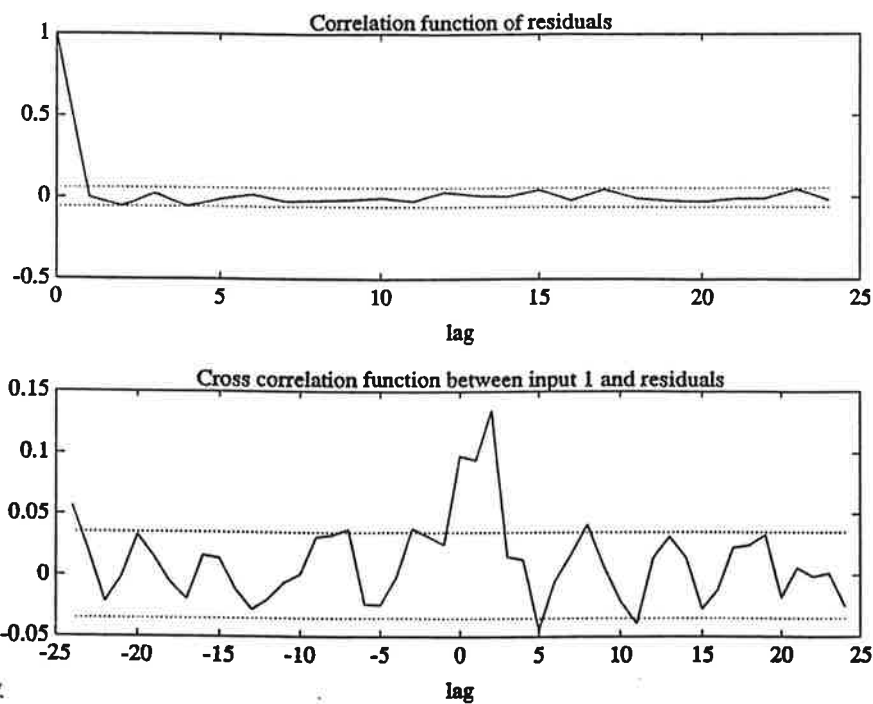 Correlation function of residuals
1
0.5
0
-0.5
0 5 10 15 20 25
lag
Cross correlation function between input 1 and residuals
0.15
0.1
0.05
0
-0.05
-25 -20 -15 -10 -5 0 5 10 15 20 25
lag